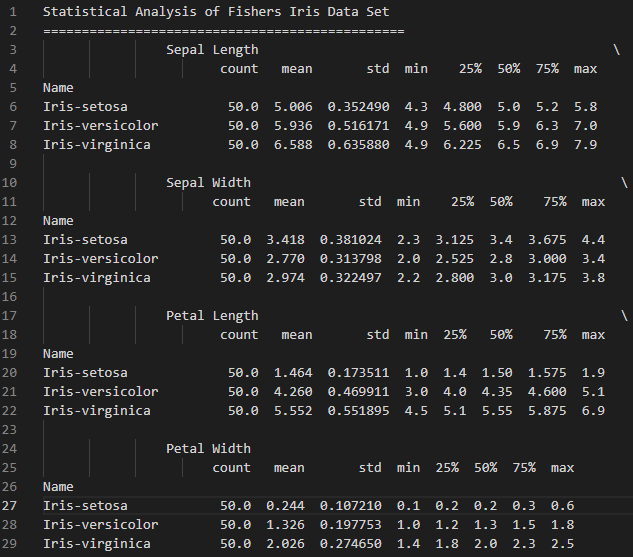 1 Statistical Analysis of Fishers Iris Data Set
2 ===============================================
3 Sepal Length \
4 count mean std min 25% 50% 75% max
5 Name
6 Iris-setosa 50.0 5.006 0.352490 4.3 4.800 5.0 5.2 5.8
7 Iris-versicolor 50.0 5.936 0.516171 4.9 5.600 5.9 6.3 7.0
8 Iris-virginica 50.0 6.588 0.635880 4.9 6.225 6.5 6.9 7.9
9
10 Sepal Width \
11 count mean std min 25% 50% 75% max
12 Name
13 Iris-setosa 50.0 3.418 0.381024 2.3 3.125 3.4 3.675 4.4
14 Iris-versicolor 50.0 2.770 0.313798 2.0 2.525 2.8 3.000 3.4
15 Iris-virginica 50.0 2.974 0.322497 2.2 2.800 3.0 3.175 3.8
16
17 Petal Length \
18 count mean std min 25% 50% 75% max
19 Name
20 Iris-setosa 50.0 1.464 0.173511 1.0 1.4 1.50 1.575 1.9
21 Iris-versicolor 50.0 4.260 0.469911 3.0 4.0 4.35 4.600 5.1
22 Iris-virginica 50.0 5.552 0.551895 4.5 5.1 5.55 5.875 6.9
23
24 Petal Width
25 count mean std min 25% 50% 75% max
26 Name
27 Iris-setosa 50.0 0.244 0.107210 0.1 0.2 0.2 0.3 0.6
28 Iris-versicolor 50.0 1.326 0.197753 1.0 1.2 1.3 1.5 1.8
29 Iris-virginica 50.0 2.026 0.274650 1.4 1.8 2.0 2.3 2.5